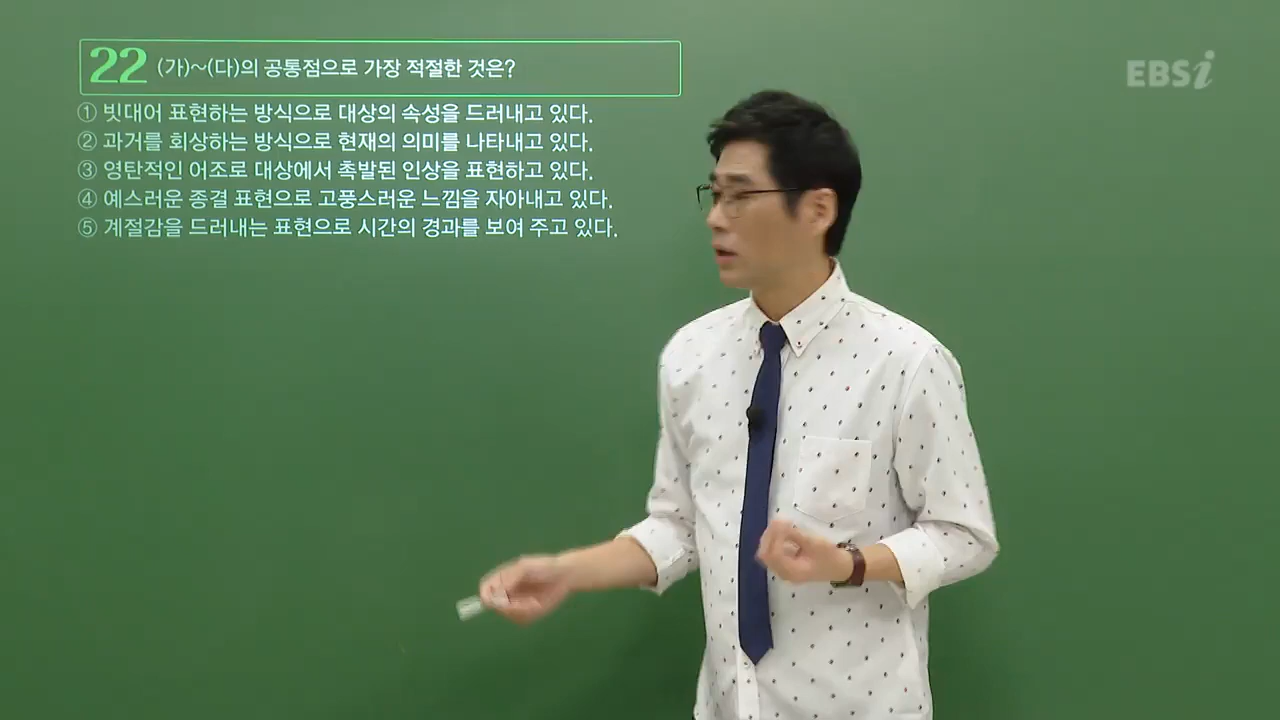 22 (가)~(다)의 공통점으로 가장 적절한 것은?
① 빗대어 표현하는 방식으로 대상의 속성을 드러내고 있다.
② 과거를 회상하는 방식으로 현재의 의미를 나타내고 있다.
③ 영탄적인 어조로 대상에서 촉발된 인상을 표현하고 있다.
④ 예스러운 종결 표현으로 고풍스러운 느낌을 자아내고 있다.
⑤ 계절감을 드러내는 표현으로 시간의 경과를 보여 주고 있다.
EBSi